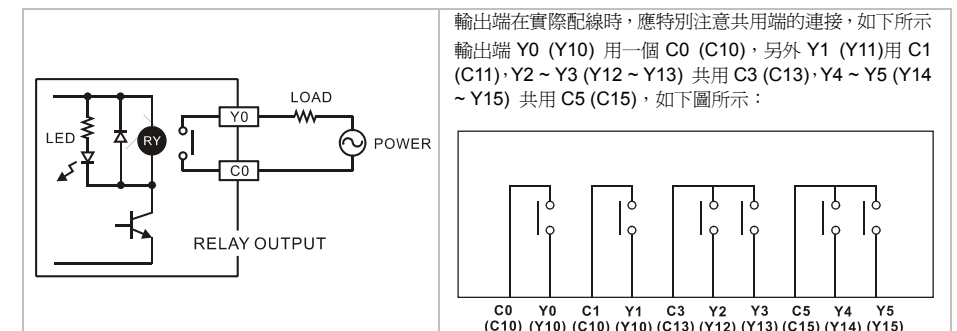 LED
RY
Y0
C0
LOAD
POWER
RELAY OUTPUT
輸出端在實際配線時，應特別注意共用端的連接，如下所示
輸出端 Y0 (Y10) 用一個 C0 (C10)，另外 Y1 (Y11)用 C1
(C11)，Y2 ~ Y3 (Y12 ~ Y13) 共用 C3 (C13)，Y4 ~ Y5 (Y14
~ Y15) 共用 C5 (C15)，如下圖所示：
C0 Y0 C1 Y1 C3 Y2 Y3 C5 Y4 Y5
(C10) (Y10) (C10) (Y10) (C13) (Y12) (Y13) (C15) (Y14) (Y15)